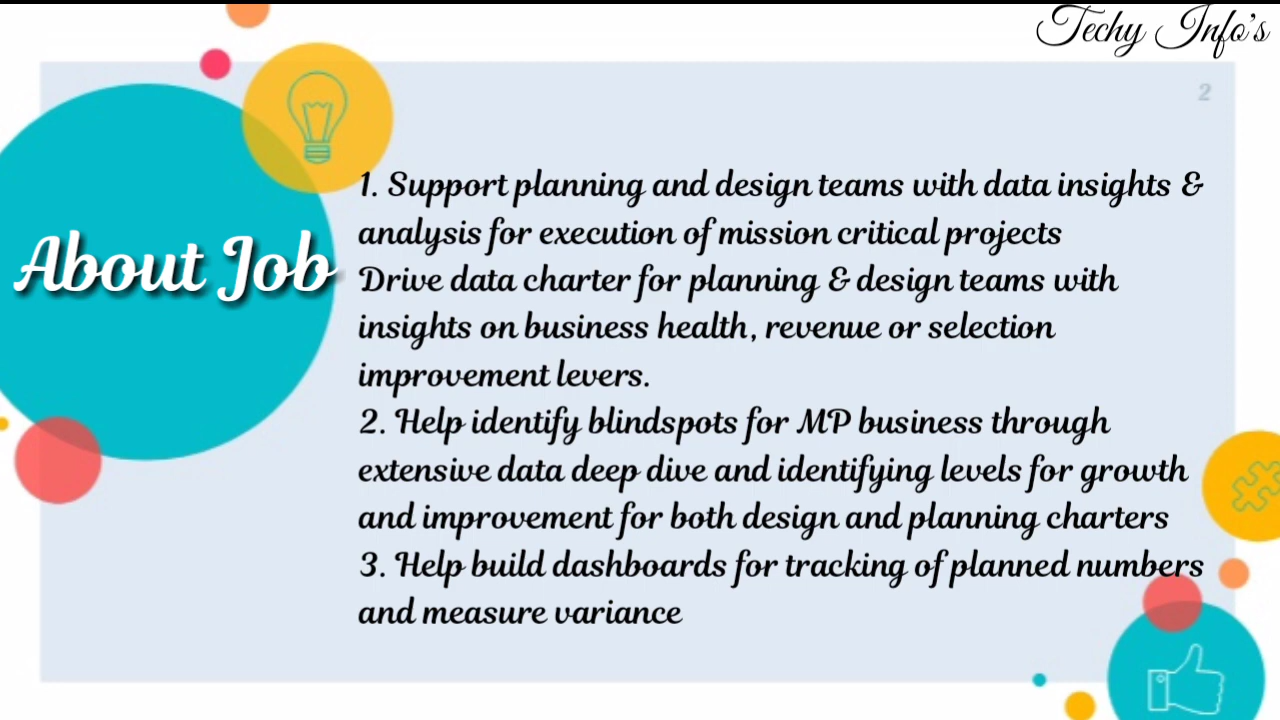 Techy Info's
2
About Job
1. Support planning and design teams with data insights &
analysis for execution of mission critical projects
Drive data charter for planning & design teams with
insights on business health, revenue or selection
improvement levers.
2. Help identify blindspots for MP business through
extensive data deep dive and identifying levels for growth
and improvement for both design and planning charters
3. Help build dashboards for tracking of planned numbers
and measure variance